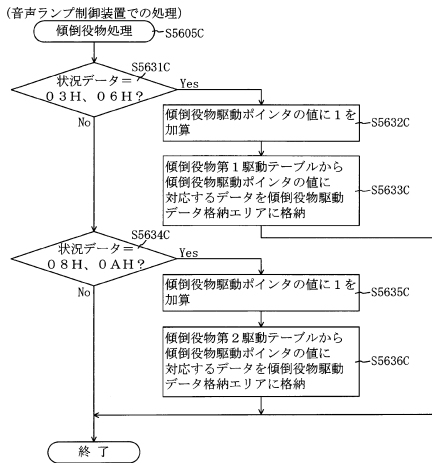 (音声ランプ制御装置での処理)
傾倒役物処理
S5605C
S5631C
状況データ=
03H、06H?
Yes
No
傾倒役物駆動ポインタの値に1を
加算
S5632C
傾倒役物第1駆動テーブルから
傾倒役物駆動ポインタの値に
対応するデータを傾倒役物駆動
データ格納エリアに格納
S5633C
S5634C
状況データ=
08H、0AH?
Yes
No
傾倒役物駆動ポインタの値に1を
加算
S5635C
傾倒役物第2駆動テーブルから
傾倒役物駆動ポインタの値に
対応するデータを傾倒役物駆動
データ格納エリアに格納
S5636C
終了